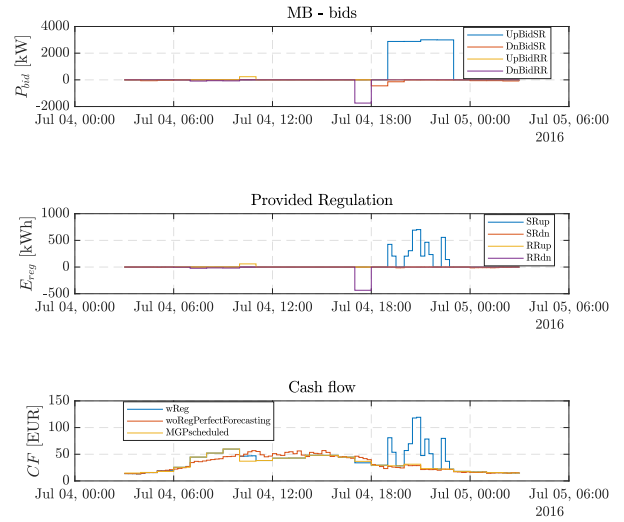 MB - bids
P_bid [kW]
4000
2000
0
-2000
UpBidSR
DnBidSR
UpBidRR
DnBidRR
Jul 04, 00:00 Jul 04, 06:00 Jul 04, 12:00 Jul 04, 18:00 Jul 05, 00:00 Jul 05, 06:00
2016
Provided Regulation
E_reg [kWh]
1000
500
0
-500
SRup
SRdn
RRup
RRdn
Jul 04, 00:00 Jul 04, 06:00 Jul 04, 12:00 Jul 04, 18:00 Jul 05, 00:00 Jul 05, 06:00
2016
Cash flow
CF [EUR]
150
100
50
0
wReg
woRegPerfectForecasting
MGPscheduled
Jul 04, 00:00 Jul 04, 06:00 Jul 04, 12:00 Jul 04, 18:00 Jul 05, 00:00 Jul 05, 06:00
2016